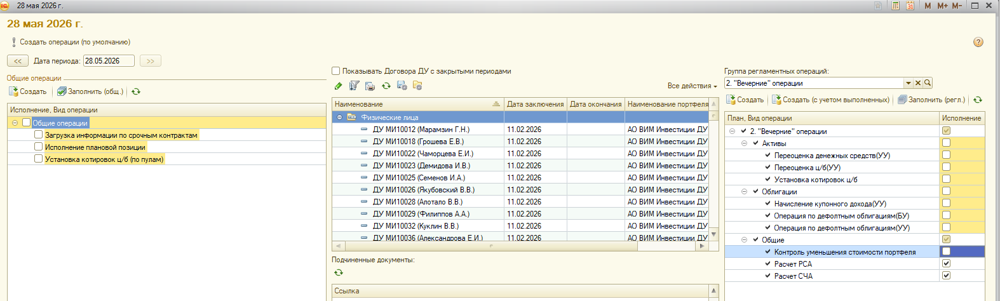 28 мая 2026 г.
M M+ M-
28 мая 2026 г.
Создать операции (по умолчанию)
<< Дата периода: 28.05.2026 >>
Общие операции
Создать Заполнить (общ.)
Исполнение, Вид операции
Общие операции
Загрузка информации по срочным контрактам
Исполнение плановой позиции
Установка котировок ц/б (по пулам)
Показывать Договора ДУ с закрытыми периодами
Все действия
Наименование Дата заключения Дата окончания Наименование портфеля
Физические лица
ДУ МИ10012 (Марамзин Г.Н.) 11.02.2026 АО ВИМ Инвестиции ДУ
ДУ МИ10018 (Грошева Е.В.) 11.02.2026 АО ВИМ Инвестиции ДУ
ДУ МИ10022 (Чаморцева Е.И.) 11.02.2026 АО ВИМ Инвестиции ДУ
ДУ МИ10023 (Демидова И.В.) 11.02.2026 АО ВИМ Инвестиции ДУ
ДУ МИ10025 (Семенов И.А.) 11.02.2026 АО ВИМ Инвестиции ДУ
ДУ МИ10026 (Якубовский В.В.) 11.02.2026 АО ВИМ Инвестиции ДУ
ДУ МИ10028 (Алотало В.В.) 11.02.2026 АО ВИМ Инвестиции ДУ
ДУ МИ10029 (Филиппов А.А.) 11.02.2026 АО ВИМ Инвестиции ДУ
ДУ МИ10032 (Куклин В.В.) 11.02.2026 АО ВИМ Инвестиции ДУ
ДУ МИ10036 (Александрова Е.И.) 11.02.2026 АО ВИМ Инвестиции ДУ
Подчиненные документы:
Ссылка
Группа регламентных операций:
2. "Вечерние" операции
Создать Создать (с учетом выполненных) Заполнить (регл.)
План, Вид операции Исполнение
2. "Вечерние" операции
Активы
Переоценка денежных средств(УУ)
Переоценка ц/б(УУ)
Установка котировок ц/б
Облигации
Начисление купонного дохода(УУ)
Операция по дефолтным облигациям(БУ)
Операция по дефолтным облигациям(УУ)
Общие
Контроль уменьшения стоимости портфеля
Расчет РСА
Расчет СЧА